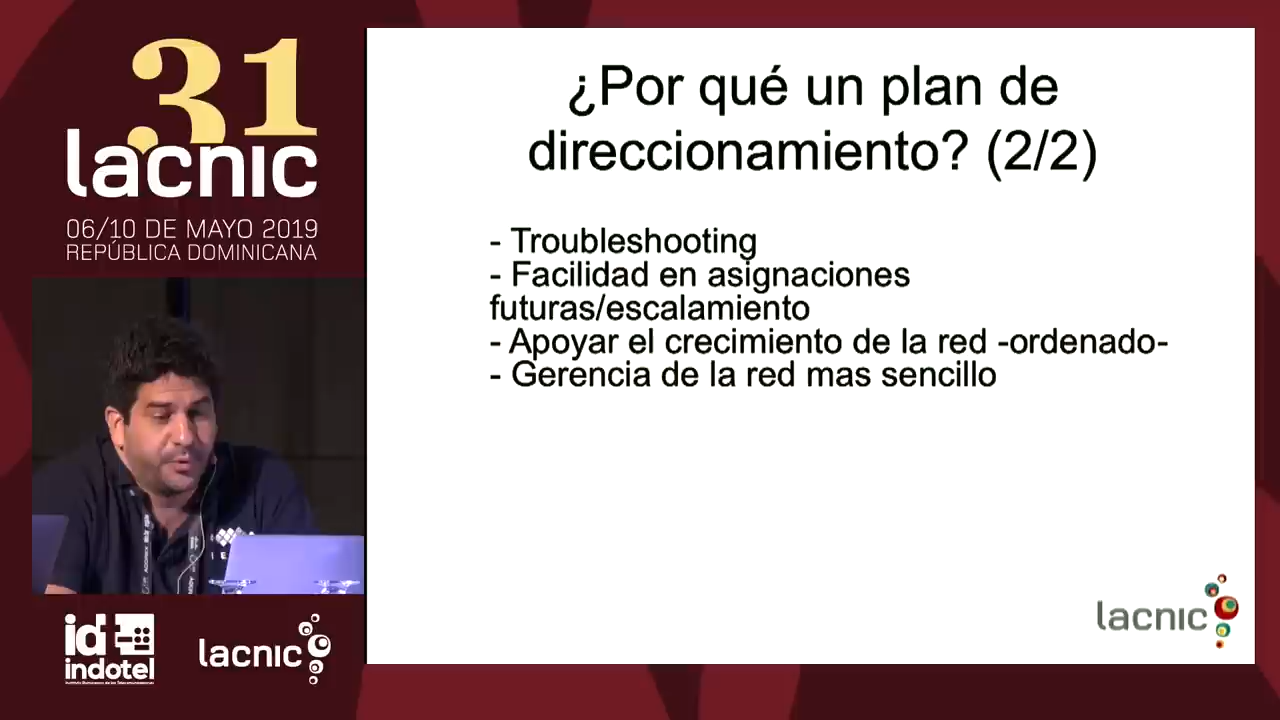 31
lacnic
06/10 DE MAYO 2019
REPÚBLICA DOMINICANA
¿Por qué un plan de
direccionamiento? (2/2)
- Troubleshooting
- Facilidad en asignaciones
futuras/escalamiento
- Apoyar el crecimiento de la red -ordenado-
- Gerencia de la red mas sencillo
lacnic
id
indotel
lacnic